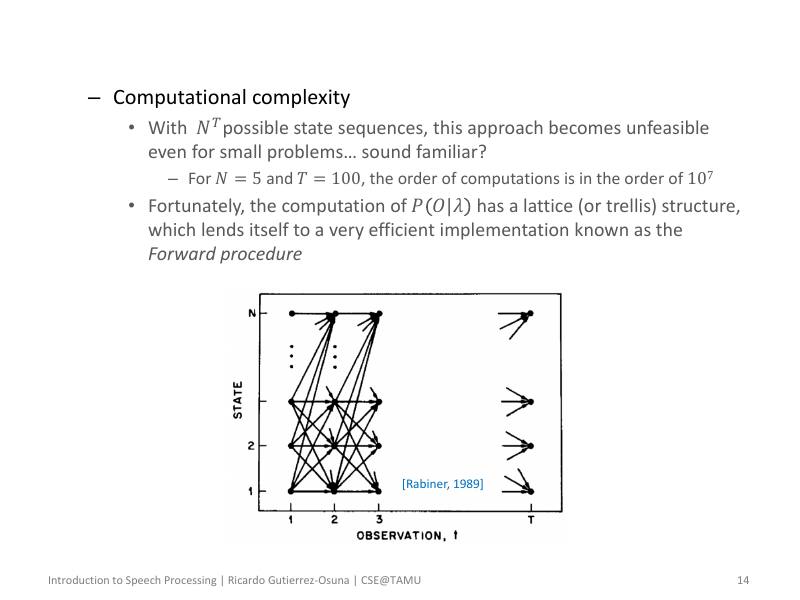 – Computational complexity
• With N^T possible state sequences, this approach becomes unfeasible
even for small problems… sound familiar?
– For N = 5 and T = 100, the order of computations is in the order of 10^7
• Fortunately, the computation of P(O|λ) has a lattice (or trellis) structure,
which lends itself to a very efficient implementation known as the
Forward procedure
N
STATE
2
1
[Rabiner, 1989]
1 2 3 T
OBSERVATION, t
Introduction to Speech Processing | Ricardo Gutierrez-Osuna | CSE@TAMU 14